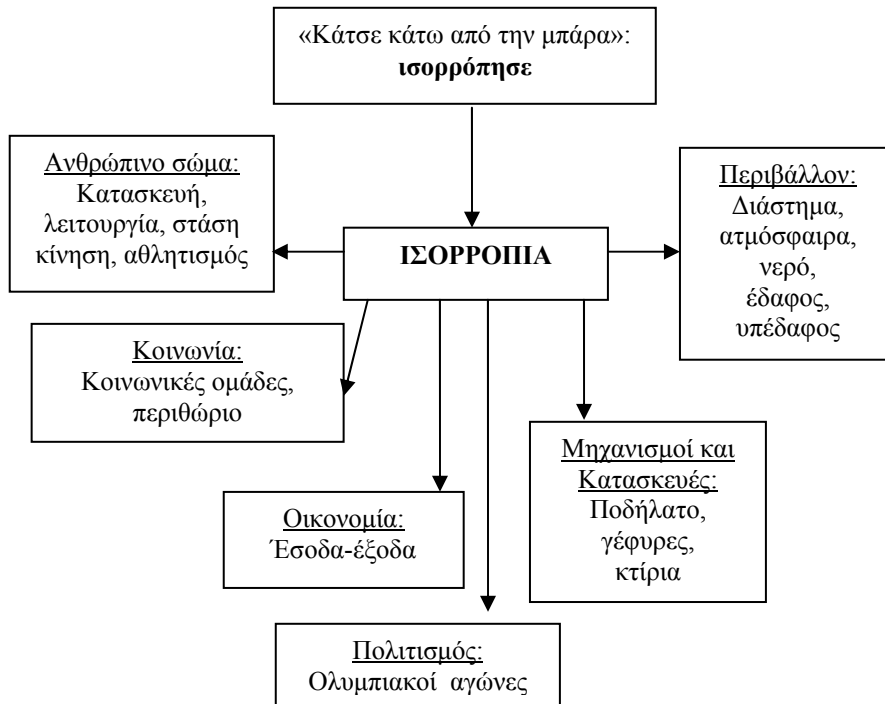 «Κάτσε κάτω από την μπάρα»:
ισορρόπησε
Ανθρώπινο σώμα:
Κατασκευή,
λειτουργία, στάση
κίνηση, αθλητισμός
ΙΣΟΡΡΟΠΙΑ
Περιβάλλον:
Διάστημα,
ατμόσφαιρα,
νερό,
έδαφος,
υπέδαφος
Κοινωνία:
Κοινωνικές ομάδες,
περιθώριο
Μηχανισμοί και
Κατασκευές:
Ποδήλατο,
γέφυρες,
κτίρια
Οικονομία:
Έσοδα-έξοδα
Πολιτισμός:
Ολυμπιακοί αγώνες